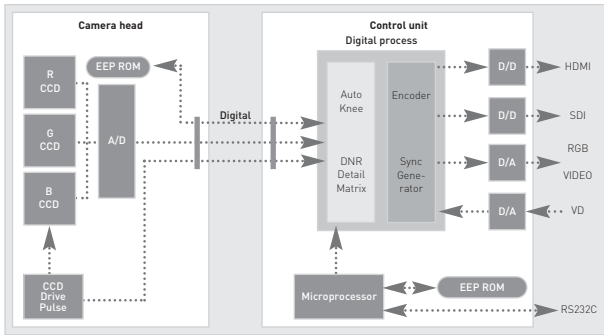 Camera head
R
CCD
G
CCD
B
CCD
CCD
Drive
Pulse
EEP ROM
A/D
Digital
Control unit
Digital process
Auto
Knee
DNR
Detail
Matrix
Encoder
Sync
Gene-
rator
D/D
HDMI
D/D
SDI
D/A
RGB
VIDEO
D/A
VD
Microprocessor
EEP ROM
RS232C